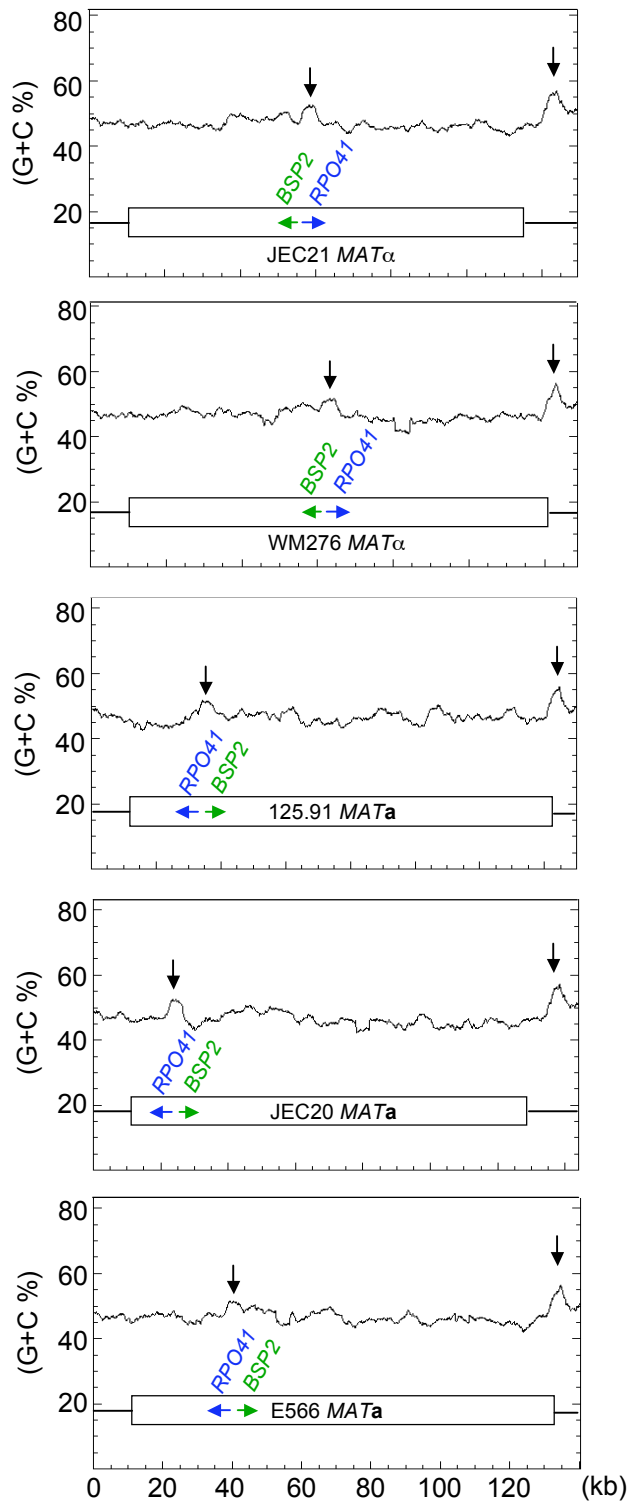 80
60
40
20
(G+C %)
BSP2
RPO41
JEC21 MATα
80
60
40
20
(G+C %)
BSP2
RPO41
WM276 MATα
80
60
40
20
(G+C %)
RPO41
BSP2
125.91 MATa
80
60
40
20
(G+C %)
RPO41
BSP2
JEC20 MATa
80
60
40
20
(G+C %)
RPO41
BSP2
E566 MATa
0 20 40 60 80 100 120 (kb)